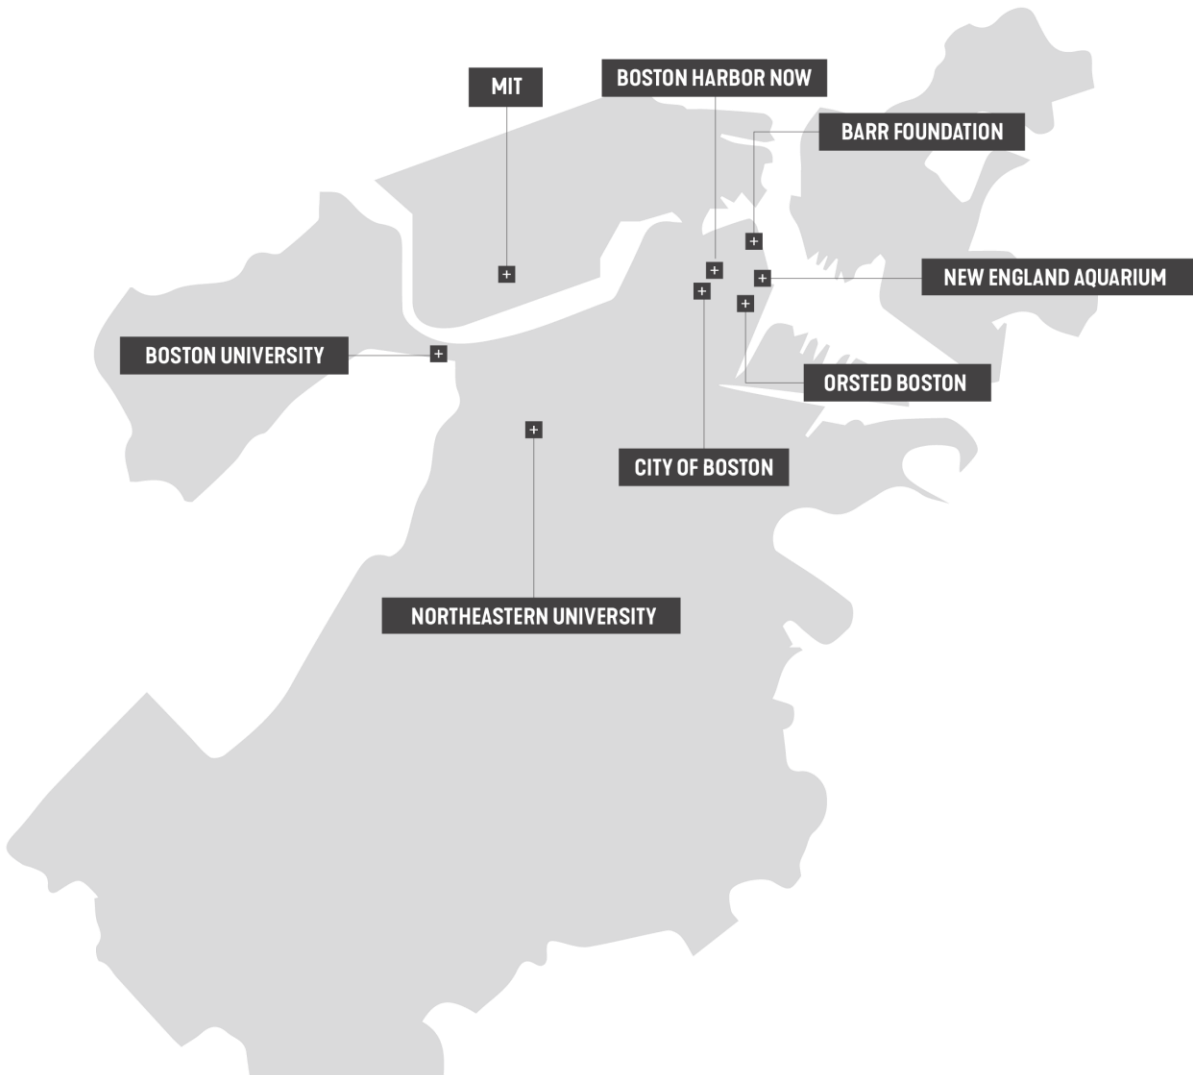 MIT
BOSTON HARBOR NOW
BARR FOUNDATION
NEW ENGLAND AQUARIUM
BOSTON UNIVERSITY
ORSTED BOSTON
CITY OF BOSTON
NORTHEASTERN UNIVERSITY